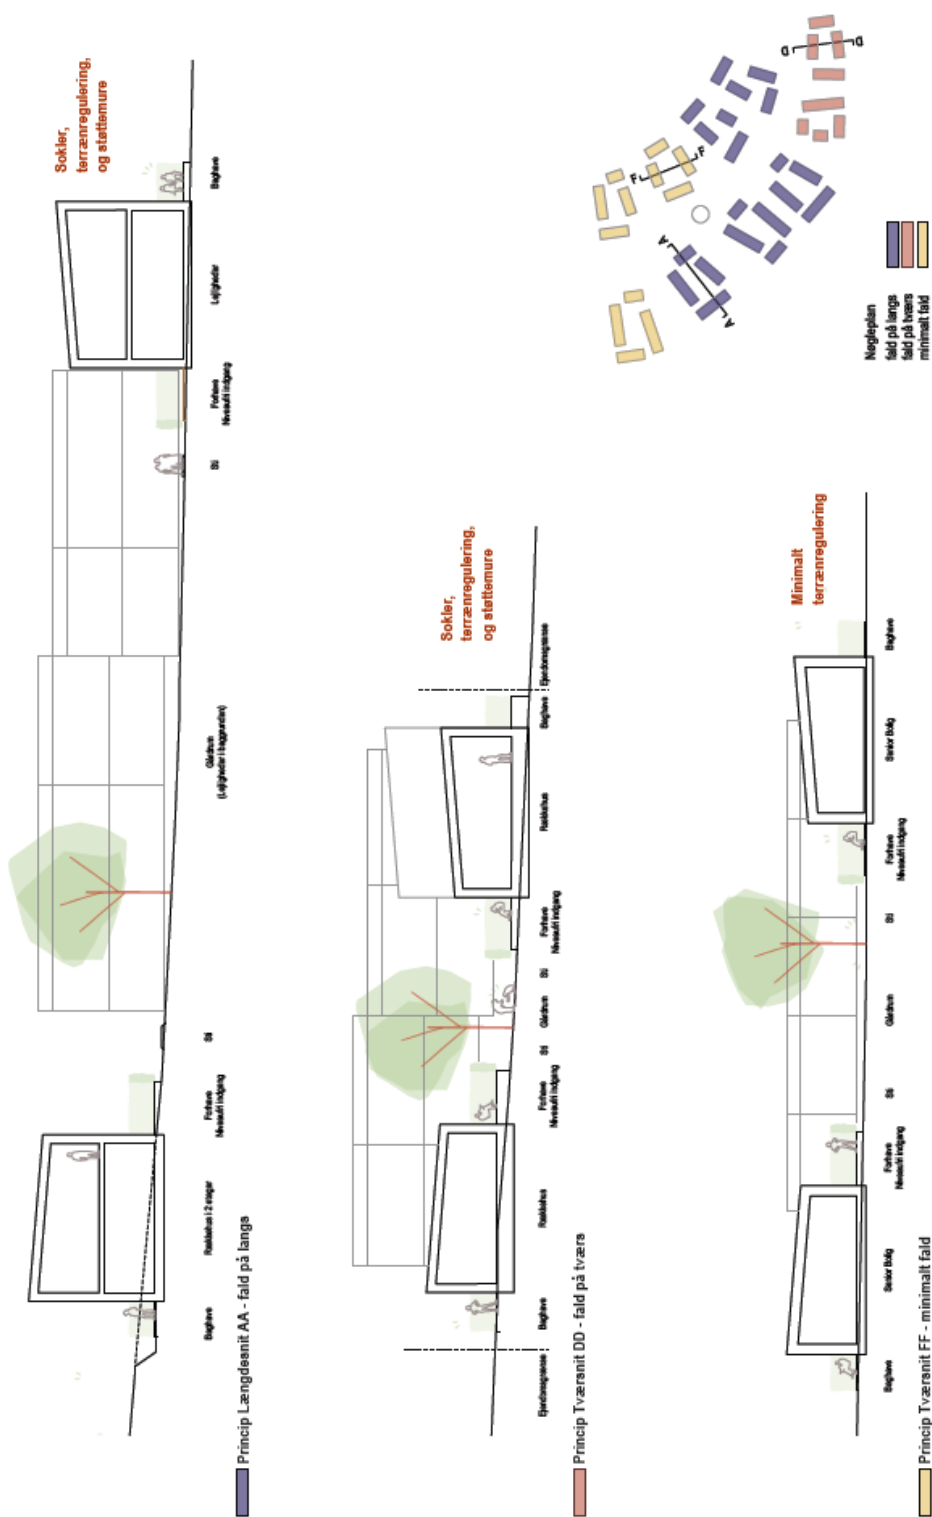 Sokler,
terrænregulering,
og støttemure
Baghave
Rækkehus i 2 etager
Forhave
Niveaufri indgang
Sti
Gårdrum
(Lejligheder i baggrunden)
Sti
Forhave
Niveaufri indgang
Lejligheder
Baghave
Princip Længdesnit AA - fald på langs
Sokler,
terrænregulering,
og støttemure
Ejendomsgrænse
Baghave
Rækkehus
Forhave
Niveaufri indgang
Sti
Gårdrum
Sti
Forhave
Niveaufri indgang
Rækkehus
Baghave
Ejendomsgrænse
Princip Tværsnit DD - fald på tværs
Minimalt
terrænregulering
Baghave
Senior Bolig
Forhave
Niveaufri indgang
Sti
Gårdrum
Sti
Forhave
Niveaufri indgang
Senior Bolig
Baghave
Princip Tværsnit FF - minimalt fald
A
A
F
F
D
D
Nøgleplan
fald på langs
fald på tværs
minimalt fald